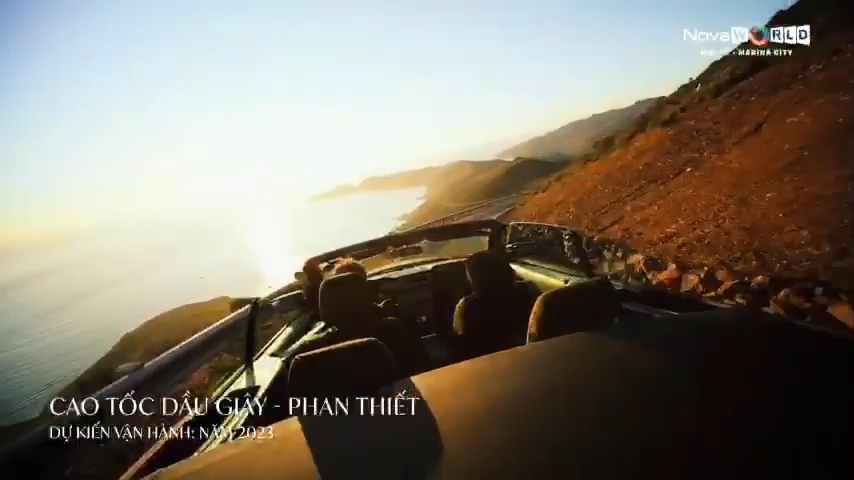 NovaWORLD
MARINA CITY
CAO TỐC DẦU GIÂY - PHAN THIẾT
DỰ KIẾN VẬN HÀNH: NĂM 2023